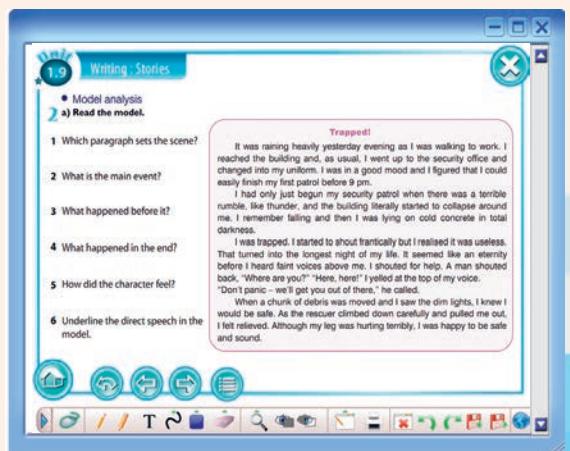 Unit
1.9
Writing : Stories
• Model analysis
2 a) Read the model.
1 Which paragraph sets the scene?
2 What is the main event?
3 What happened before it?
4 What happened in the end?
5 How did the character feel?
6 Underline the direct speech in the
model.
Trapped!
It was raining heavily yesterday evening as I was walking to work. I
reached the building and, as usual, I went up to the security office and
changed into my uniform. I was in a good mood and I figured that I could
easily finish my first patrol before 9 pm.
I had only just begun my security patrol when there was a terrible
rumble, like thunder, and the building literally started to collapse around
me. I remember falling and then I was lying on cold concrete in total
darkness.
I was trapped. I started to shout frantically but I realised it was useless.
That turned into the longest night of my life. It seemed like an eternity
before I heard faint voices above me. I shouted for help. A man shouted
back, "Where are you?" "Here, here!" I yelled at the top of my voice.
"Don't panic – we'll get you out of there," he called.
When a chunk of debris was moved and I saw the dim lights, I knew I
would be safe. As the rescuer climbed down carefully and pulled me out,
I felt relieved. Although my leg was hurting terribly, I was happy to be safe
and sound.
T